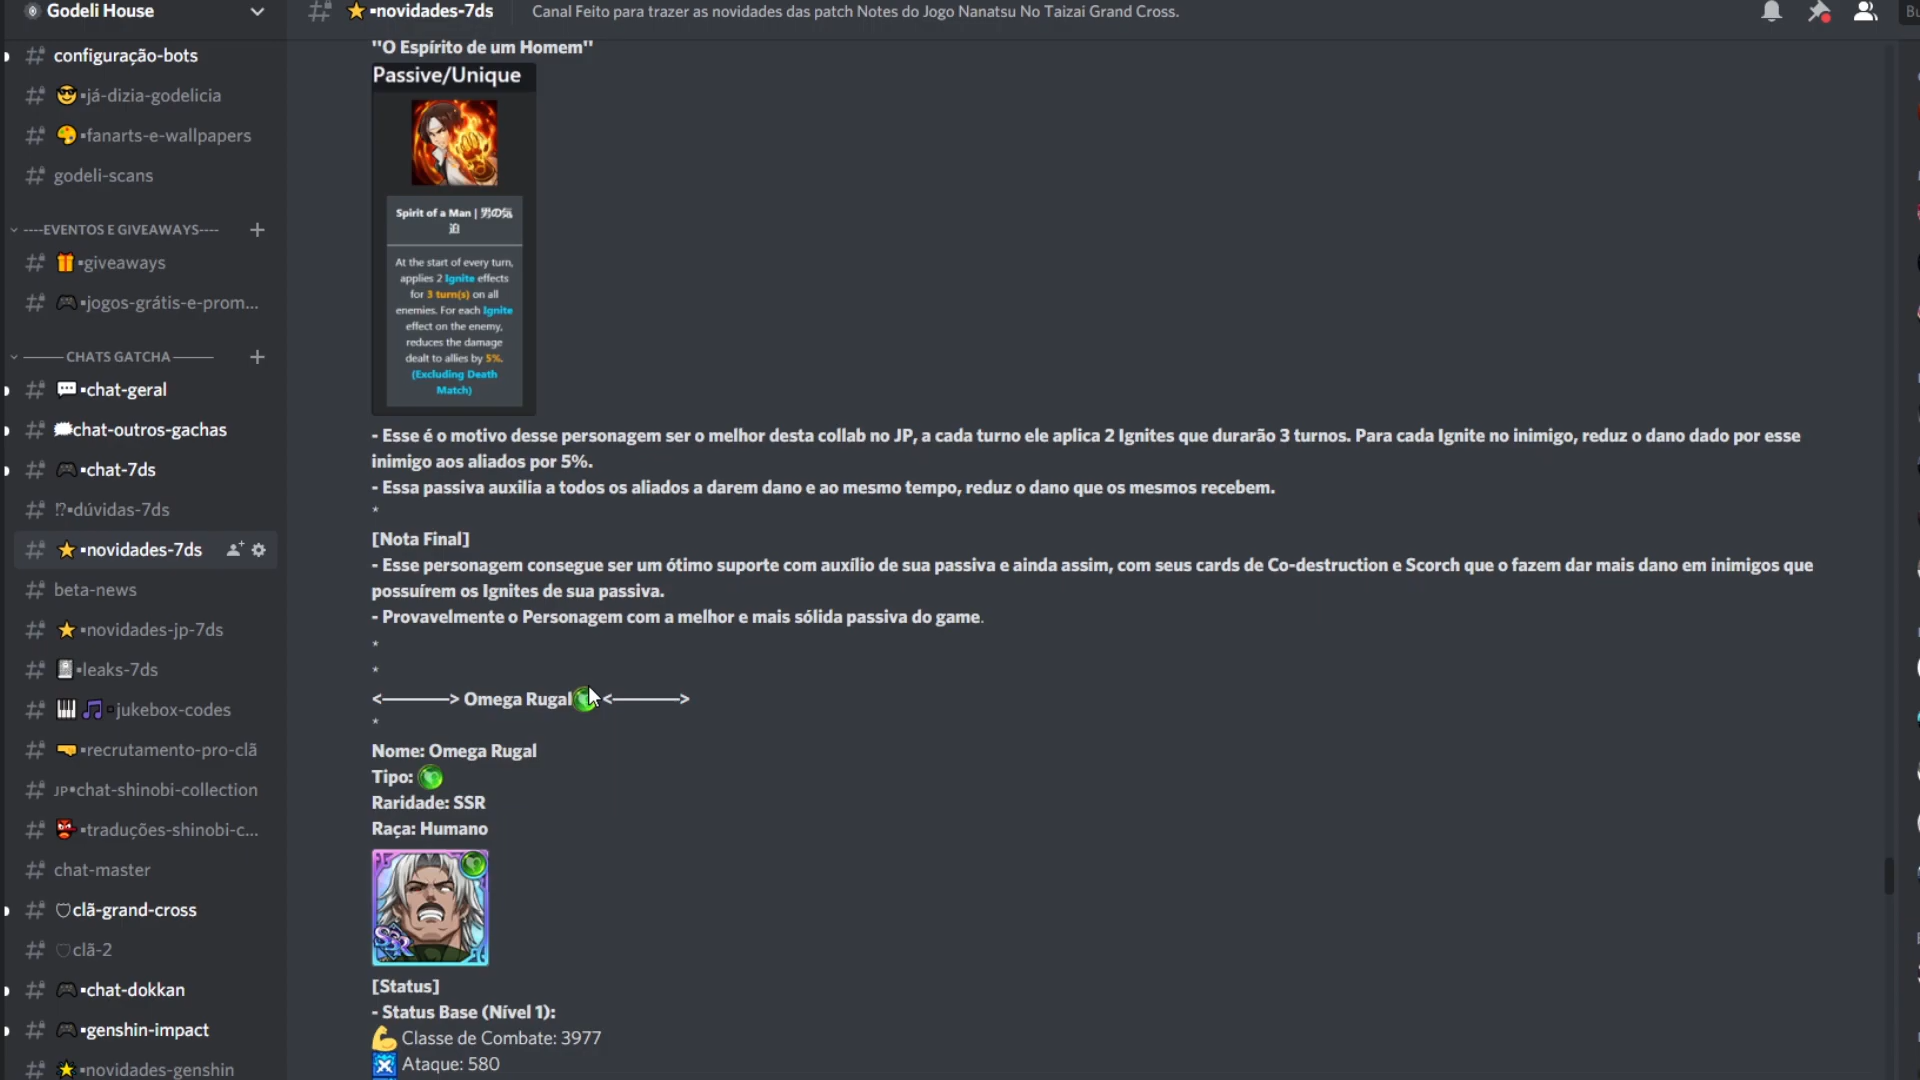 Godeli House
configuração-bots
já-dizia-godelicia
fanarts-e-wallpapers
godeli-scans
----EVENTOS E GIVEAWAYS----
giveaways
jogos-grátis-e-prom...
——— CHATS GATCHA ———
chat-geral
chat-outros-gachas
chat-7ds
⁉dúvidas-7ds
novidades-7ds
beta-news
novidades-jp-7ds
leaks-7ds
jukebox-codes
recrutamento-pro-clã
JP•chat-shinobi-collection
traduções-shinobi-c...
chat-master
clã-grand-cross
clã-2
chat-dokkan
genshin-impact
novidades-genshin
novidades-7ds
Canal Feito para trazer as novidades das patch Notes do Jogo Nanatsu No Taizai Grand Cross.
"O Espírito de um Homem"
Passive/Unique
Spirit of a Man | 男の気
迫
At the start of every turn,
applies 2 Ignite effects
for 3 turn(s) on all
enemies. For each Ignite
effect on the enemy,
reduces the damage
dealt to allies by 5%.
(Excluding Death
Match)
- Esse é o motivo desse personagem ser o melhor desta collab no JP, a cada turno ele aplica 2 Ignites que durarão 3 turnos. Para cada Ignite no inimigo, reduz o dano dado por esse
inimigo aos aliados por 5%.
- Essa passiva auxilia a todos os aliados a darem dano e ao mesmo tempo, reduz o dano que os mesmos recebem.
*
[Nota Final]
- Esse personagem consegue ser um ótimo suporte com auxílio de sua passiva e ainda assim, com seus cards de Co-destruction e Scorch que o fazem dar mais dano em inimigos que
possuírem os Ignites de sua passiva.
- Provavelmente o Personagem com a melhor e mais sólida passiva do game.
*
*
<————> Omega Rugal <————>
*
Nome: Omega Rugal
Tipo:
Raridade: SSR
Raça: Humano
SSR
[Status]
- Status Base (Nível 1):
Classe de Combate: 3977
Ataque: 580